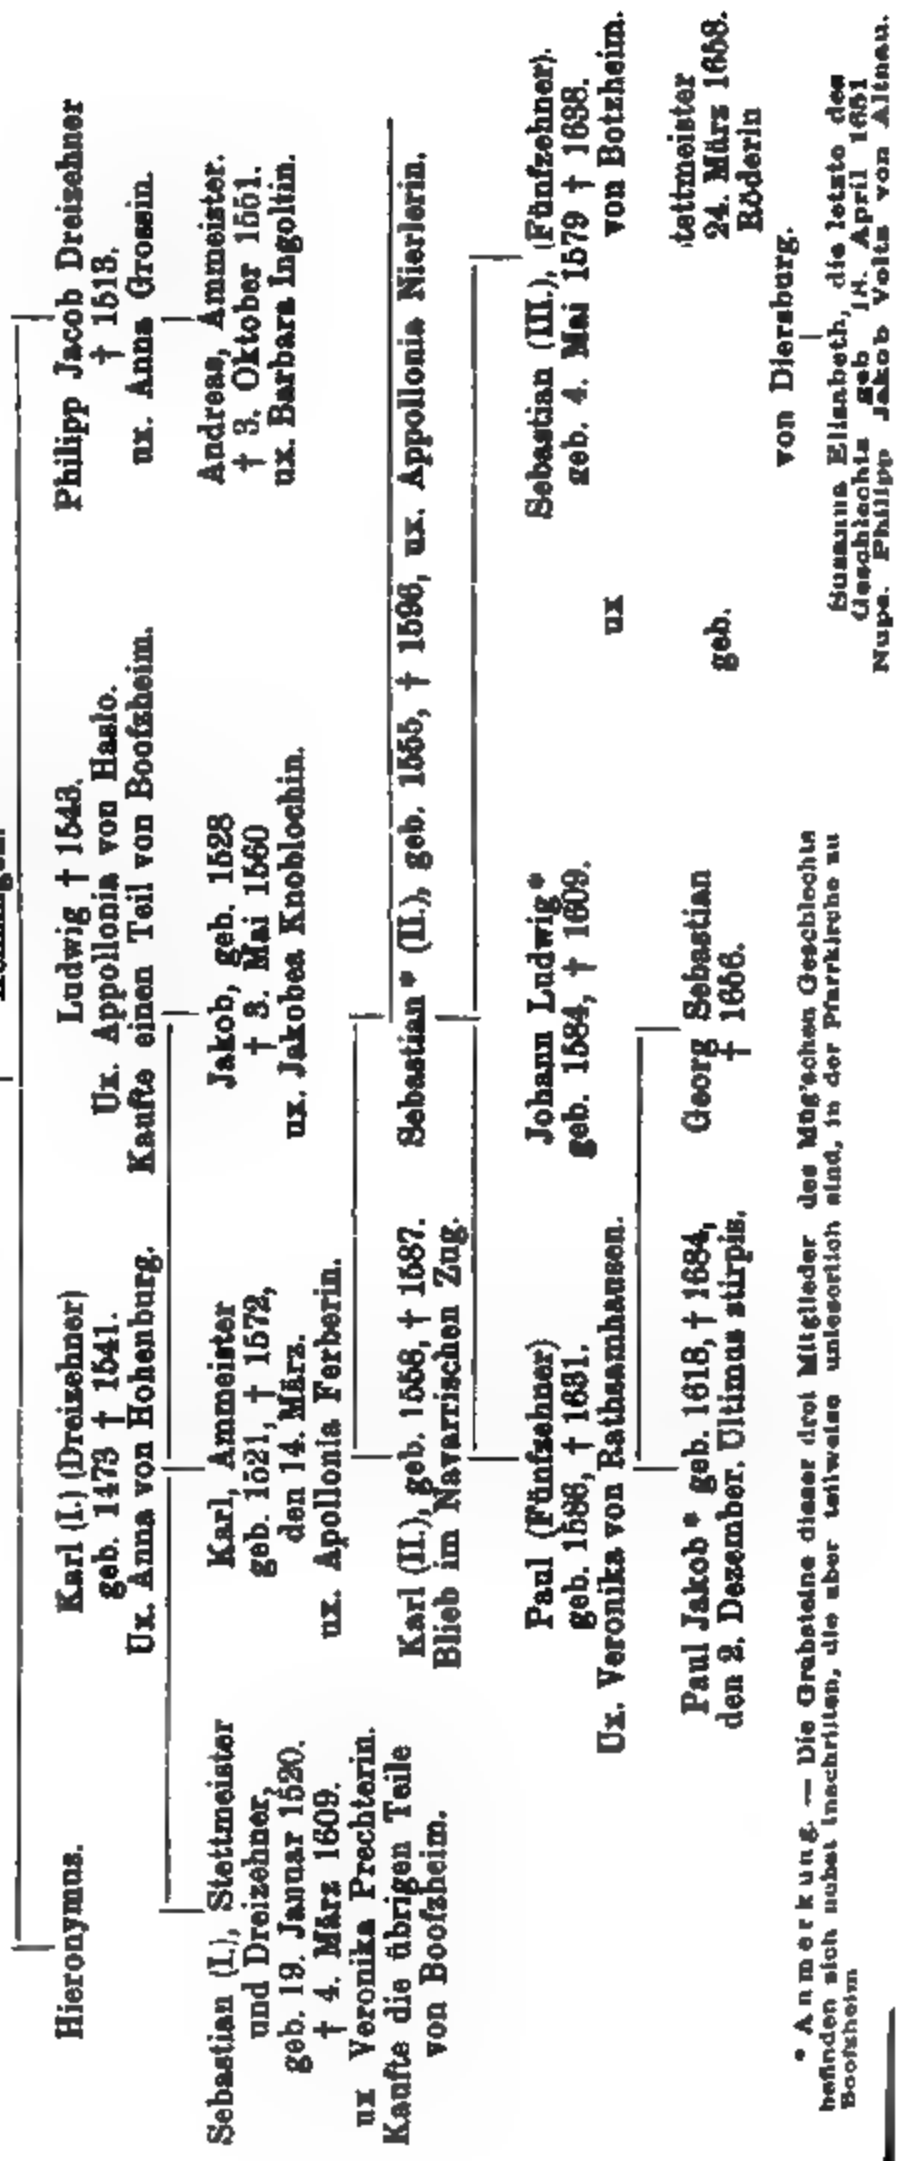 Hieronymus.
Karl (I.) (Dreizehner)
geb. 1473 † 1541.
Ux. Anna von Hohenburg.
Ludwig † 1543.
Ux. Appollonia von Haslo.
Kaufte einen Teil von Boofzheim.
Philipp Jacob Dreizehner
† 1513.
ux. Anna Grossin.
Sebastian (I.), Stettmeister
und Dreizehner,
geb. 19. Januar 1520.
† 4. März 1609.
ux Veronika Prechterin.
Kaufte die übrigen Teile
von Boofzheim.
Karl, Ammeister
geb. 1521, † 1572,
den 14. März.
ux. Apollonia Ferberin.
Jakob, geb. 1528
† 3. Mai 1560
ux. Jakobea Knoblochin.
Andreas, Ammeister.
† 3. Oktober 1551.
ux. Barbara Ingoltin.
Karl (II.), geb. 1558, † 1587.
Blieb im Navarrischen Zug.
Sebastian * (II.), geb. 1555, † 1596, ux. Appollonia Nierlerin.
Paul (Fünfzehner)
geb. 1586, † 1631.
Ux. Veronika von Rathsamhausen.
Johann Ludwig *
geb. 1584, † 1609.
Sebastian (III.), (Fünfzehner).
geb. 4. Mai 1579 † 1638.
ux von Botzheim.
Paul Jakob * geb. 1618, † 1684,
den 2. Dezember. Ultimus stirpis.
Georg Sebastian
† 1656.
tettmeister
geb. 24. März 1658.
Röderin
von Diersburg.
Susanna Elisabeth, die letzte des
Geschlechts geb 18. April 1651
Nupe. Philipp Jakob Voltz von Altnau.
* Anmerkung. — Die Grabsteine dieser drei Mitglieder des Müg'schen Geschlechts
befinden sich nebst Inschriften, die aber teilweise unleserlich sind, in der Pfarrkirche zu
Boofzheim